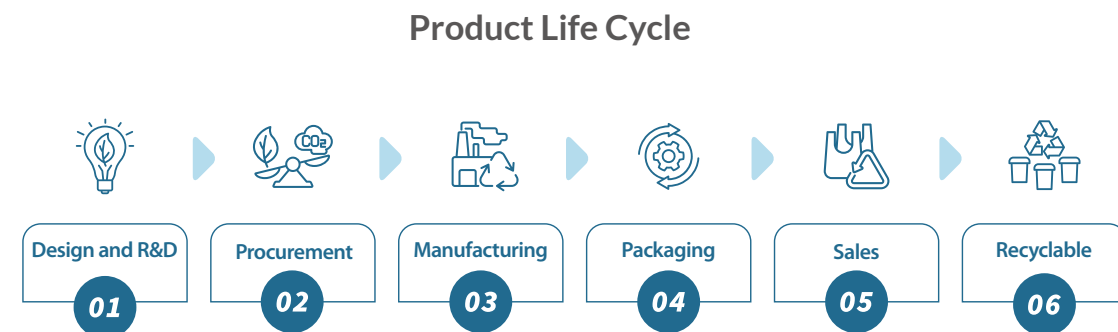 Product Life Cycle
CO2
Design and R&D
Procurement
Manufacturing
Packaging
Sales
Recyclable
01
02
03
04
05
06